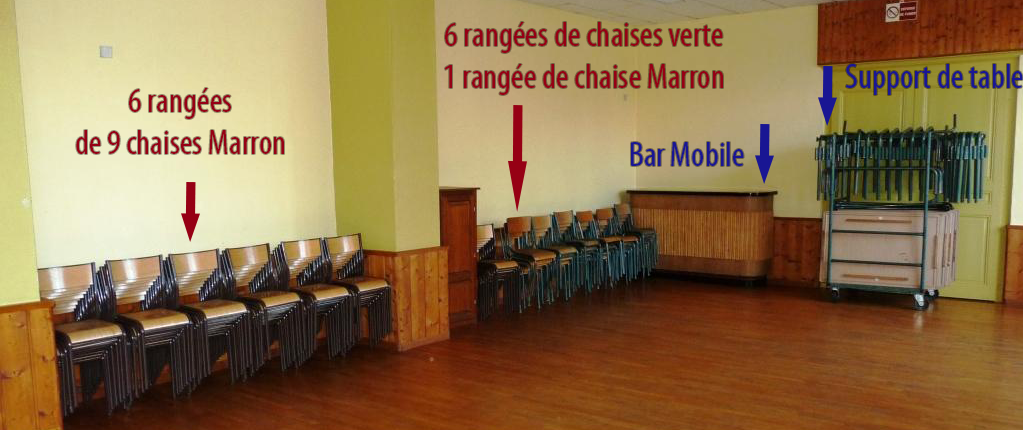 6 rangées
de 9 chaises Marron
6 rangées de chaises verte
1 rangée de chaise Marron
Bar Mobile
Support de table